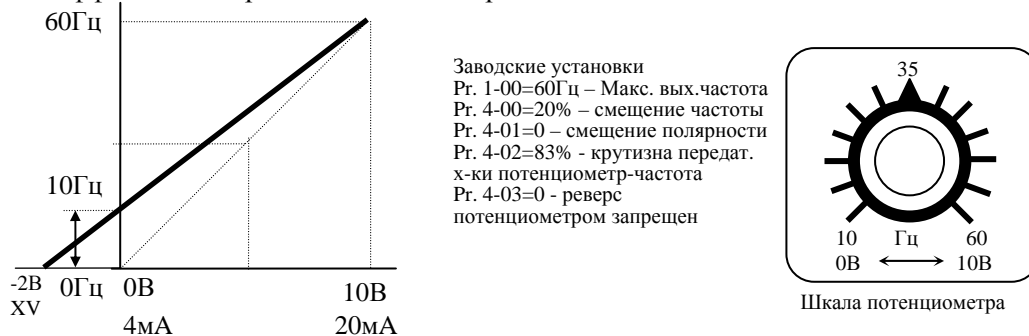 60Гц
10Гц
-2В
XV
0Гц
0В
10В
4мА
20мА
Заводские установки
Pr. 1-00=60Гц – Макс. вых.частота
Pr. 4-00=20% – смещение частоты
Pr. 4-01=0 – смещение полярности
Pr. 4-02=83% - крутизна передат.
х-ки потенциометр-частота
Pr. 4-03=0 - реверс
потенциометром запрещен
35
10 Гц 60
0В 10В
Шкала потенциометра